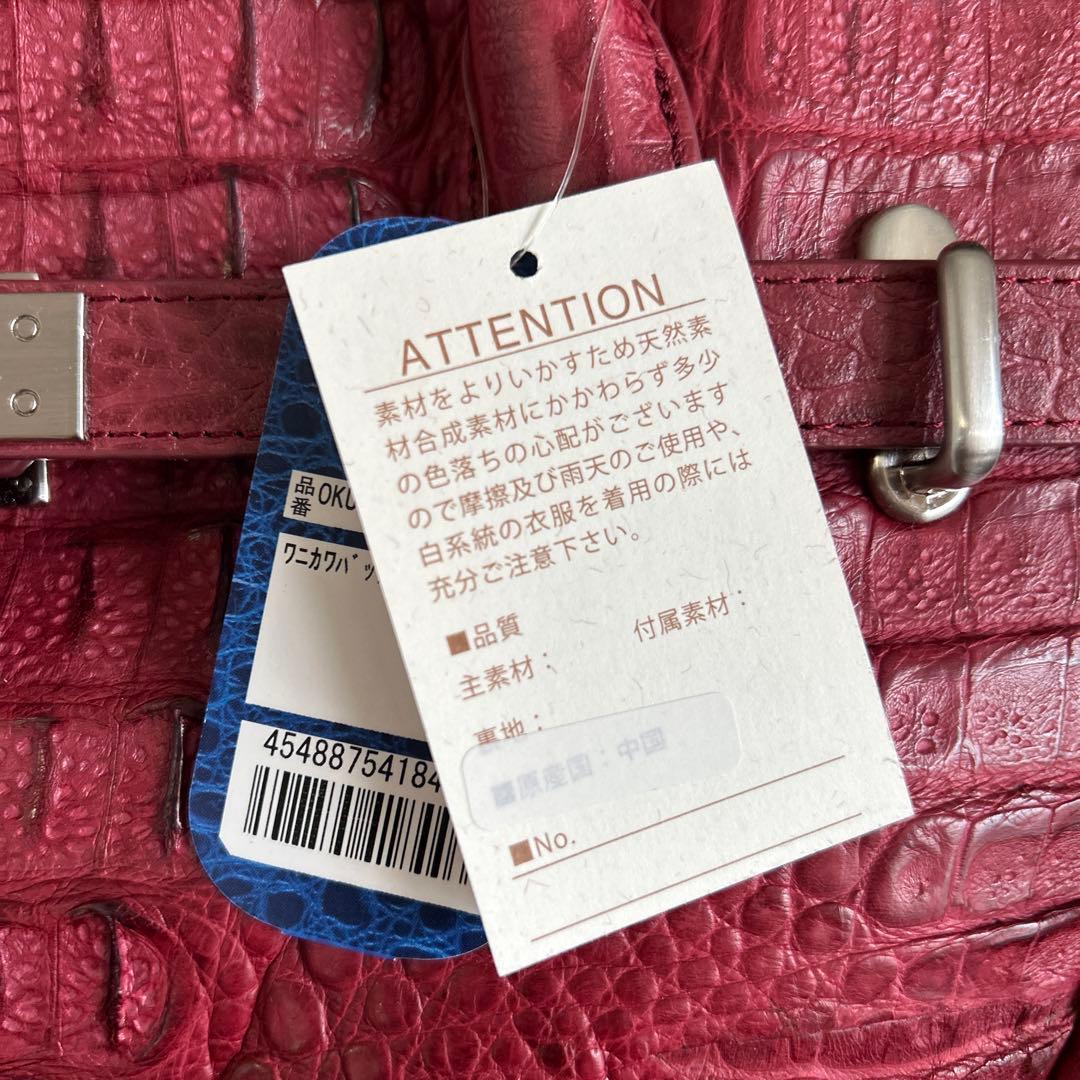 ATTENTION
素材をよりいかすため天然素
材合成素材にかかわらず多少
の色落ちの心配がございます
ので摩擦及び雨天のご使用や、
白系統の衣服を着用の際には
充分ご注意下さい。
■品質
主素材： 付属素材：
裏地：
■原産国：中国
■No.
品番 OKU
ワニカワバッ
45488754184